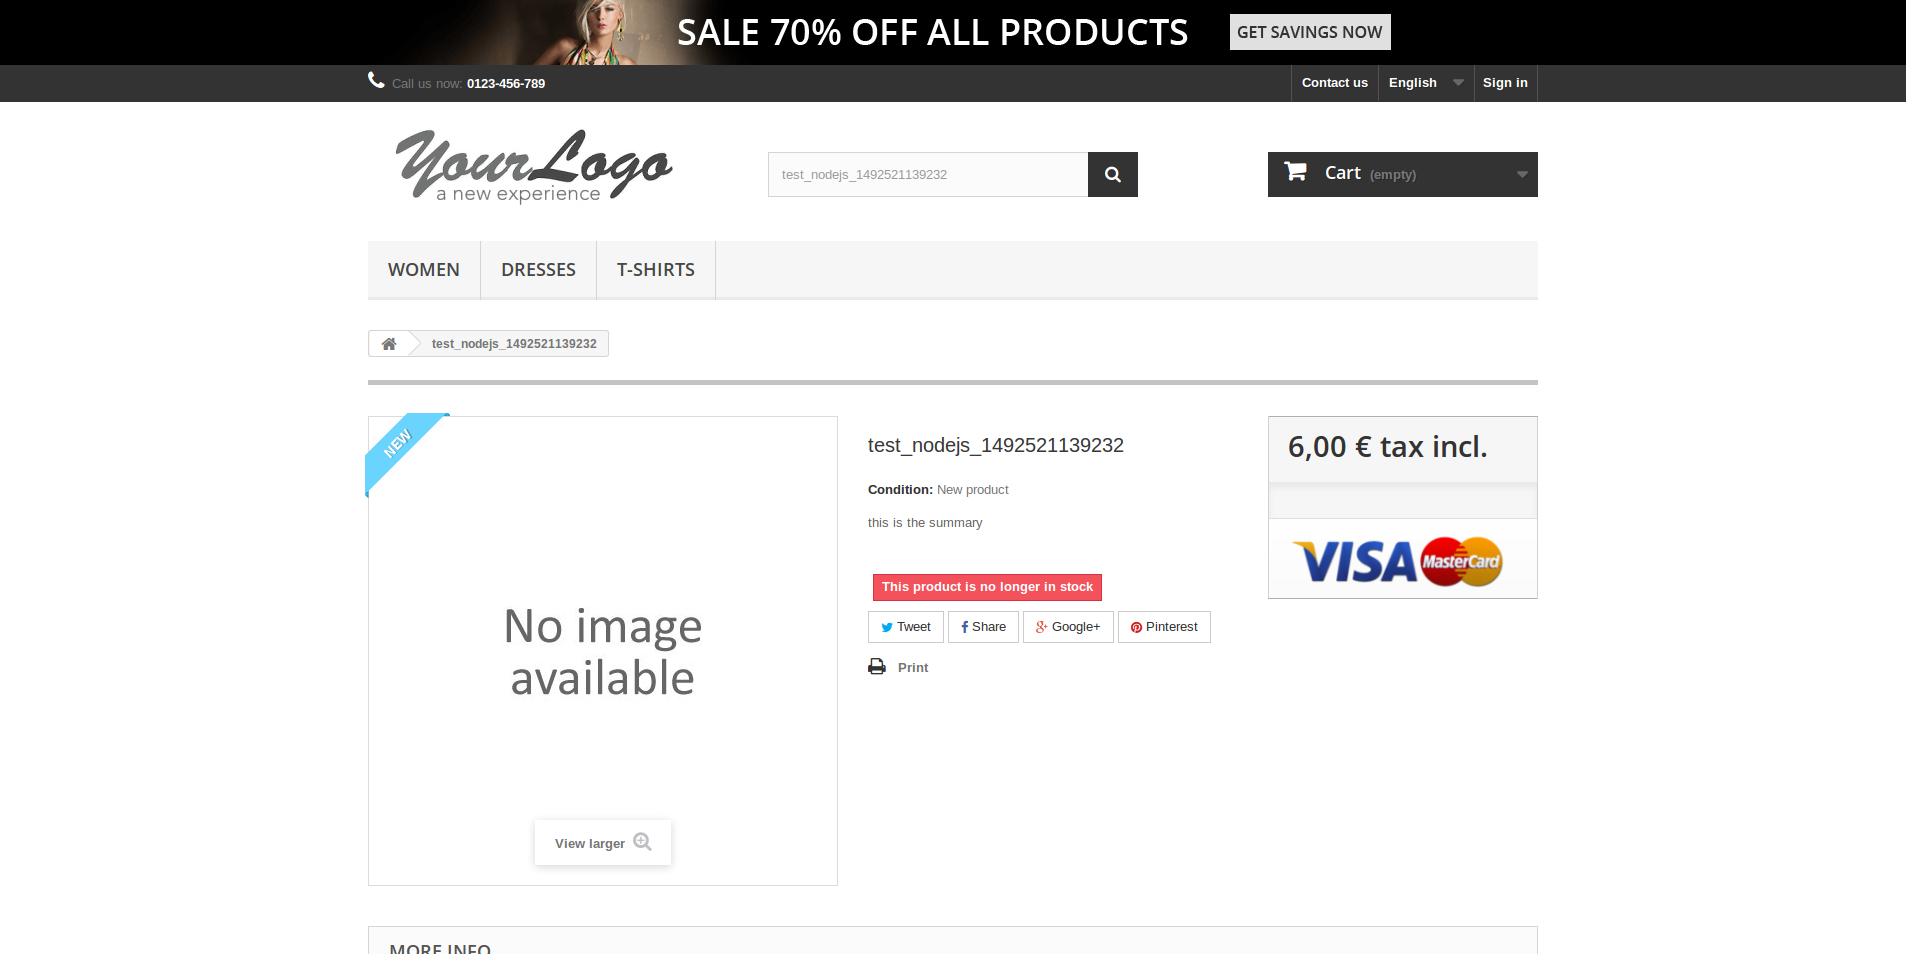 SALE 70% OFF ALL PRODUCTS
GET SAVINGS NOW
Call us now: 0123-456-789
Contact us
English
Sign in
YourLogo
a new experience
test_nodejs_1492521139232
Cart (empty)
WOMEN
DRESSES
T-SHIRTS
test_nodejs_1492521139232
NEW
No image
available
View larger
test_nodejs_1492521139232
Condition: New product
this is the summary
This product is no longer in stock
Tweet
Share
Google+
Pinterest
Print
6,00 € tax incl.
VISA
MasterCard
MORE INFO